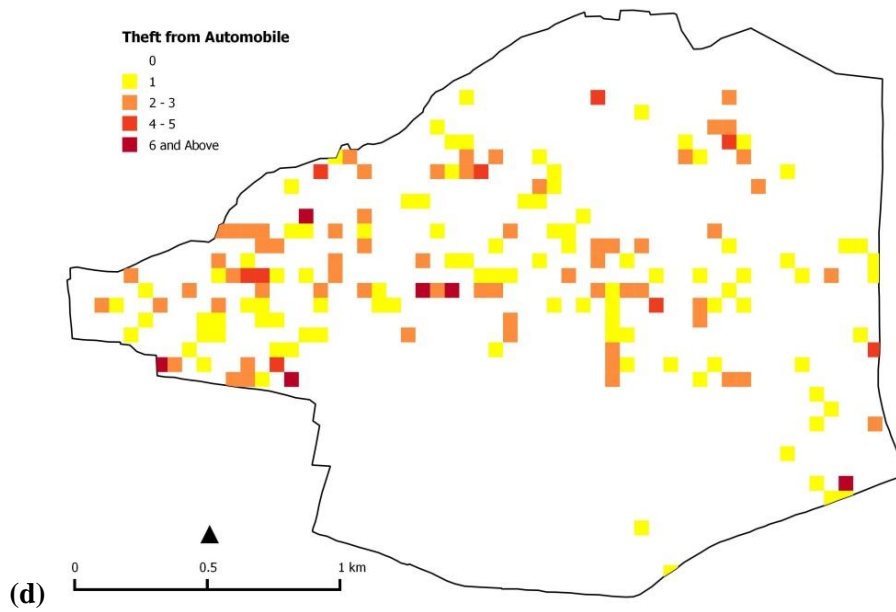 Theft from Automobile
0
1
2 - 3
4 - 5
6 and Above
0 0.5 1 km
(d)